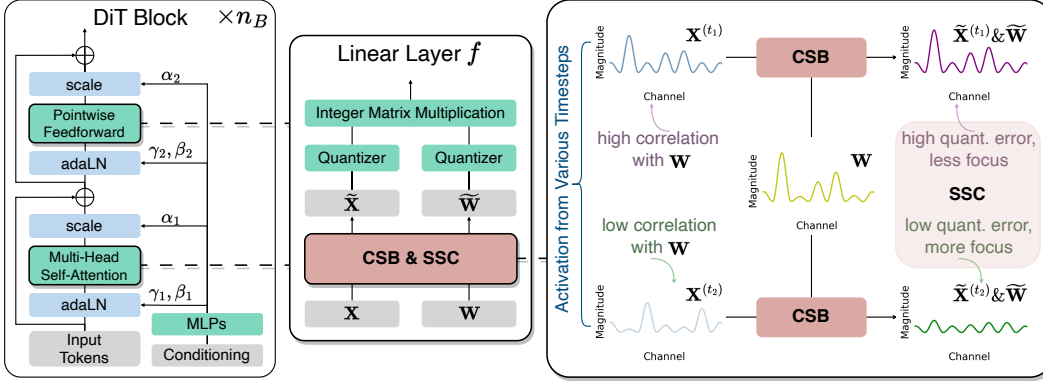 DiT Block
×n_B
α₂
scale
Pointwise
Feedforward
γ₂, β₂
adaLN
α₁
scale
Multi-Head
Self-Attention
γ₁, β₁
adaLN
MLPs
Input
Tokens
Conditioning
Linear Layer f
Integer Matrix Multiplication
Quantizer
Quantizer
X̃
W̃
CSB & SSC
X
W
Activation from Various Timesteps
Magnitude
X^(t₁)
Channel
CSB
Magnitude
X̃^(t₁)&W̃
Channel
high correlation
with W
Magnitude
W
Channel
high quant. error,
less focus
SSC
low quant. error,
more focus
low correlation
with W
Magnitude
X^(t₂)
Channel
CSB
Magnitude
X̃^(t₂)&W̃
Channel